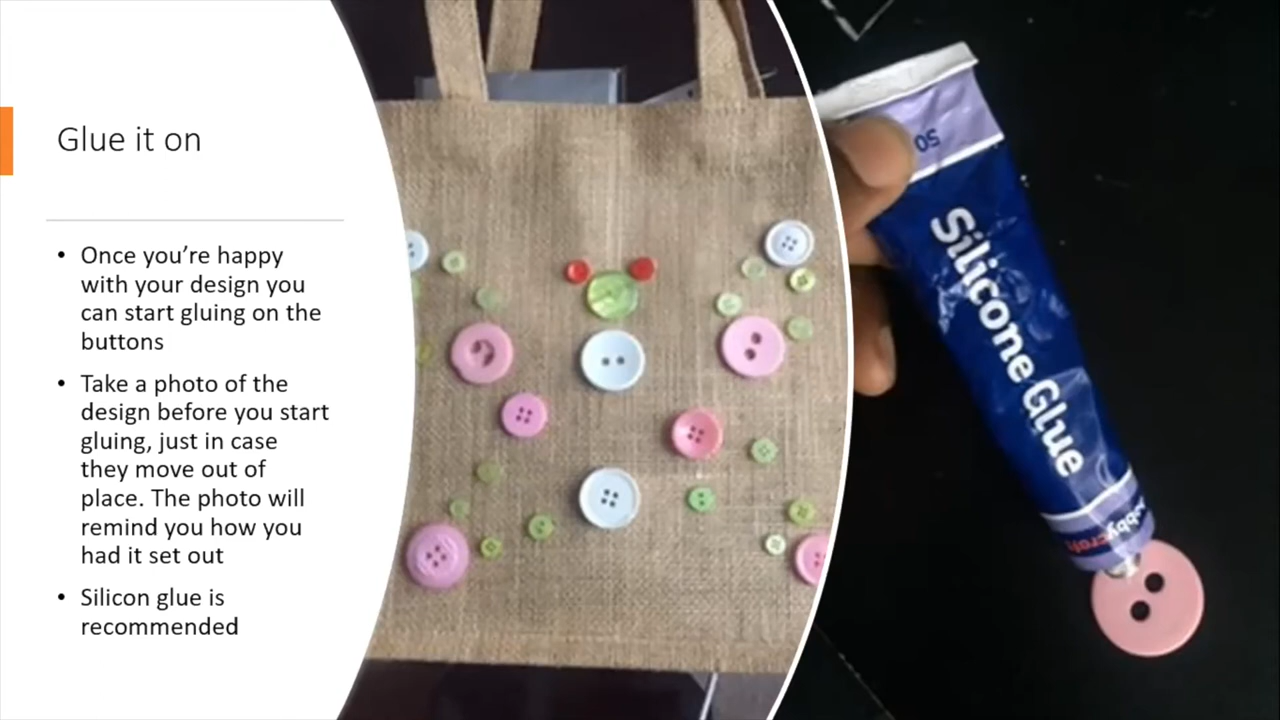 Glue it on
• Once you’re happy
with your design you
can start gluing on the
buttons
• Take a photo of the
design before you start
gluing, just in case
they move out of
place. The photo will
remind you how you
had it set out
• Silicon glue is
recommended
50
Silicone Glue